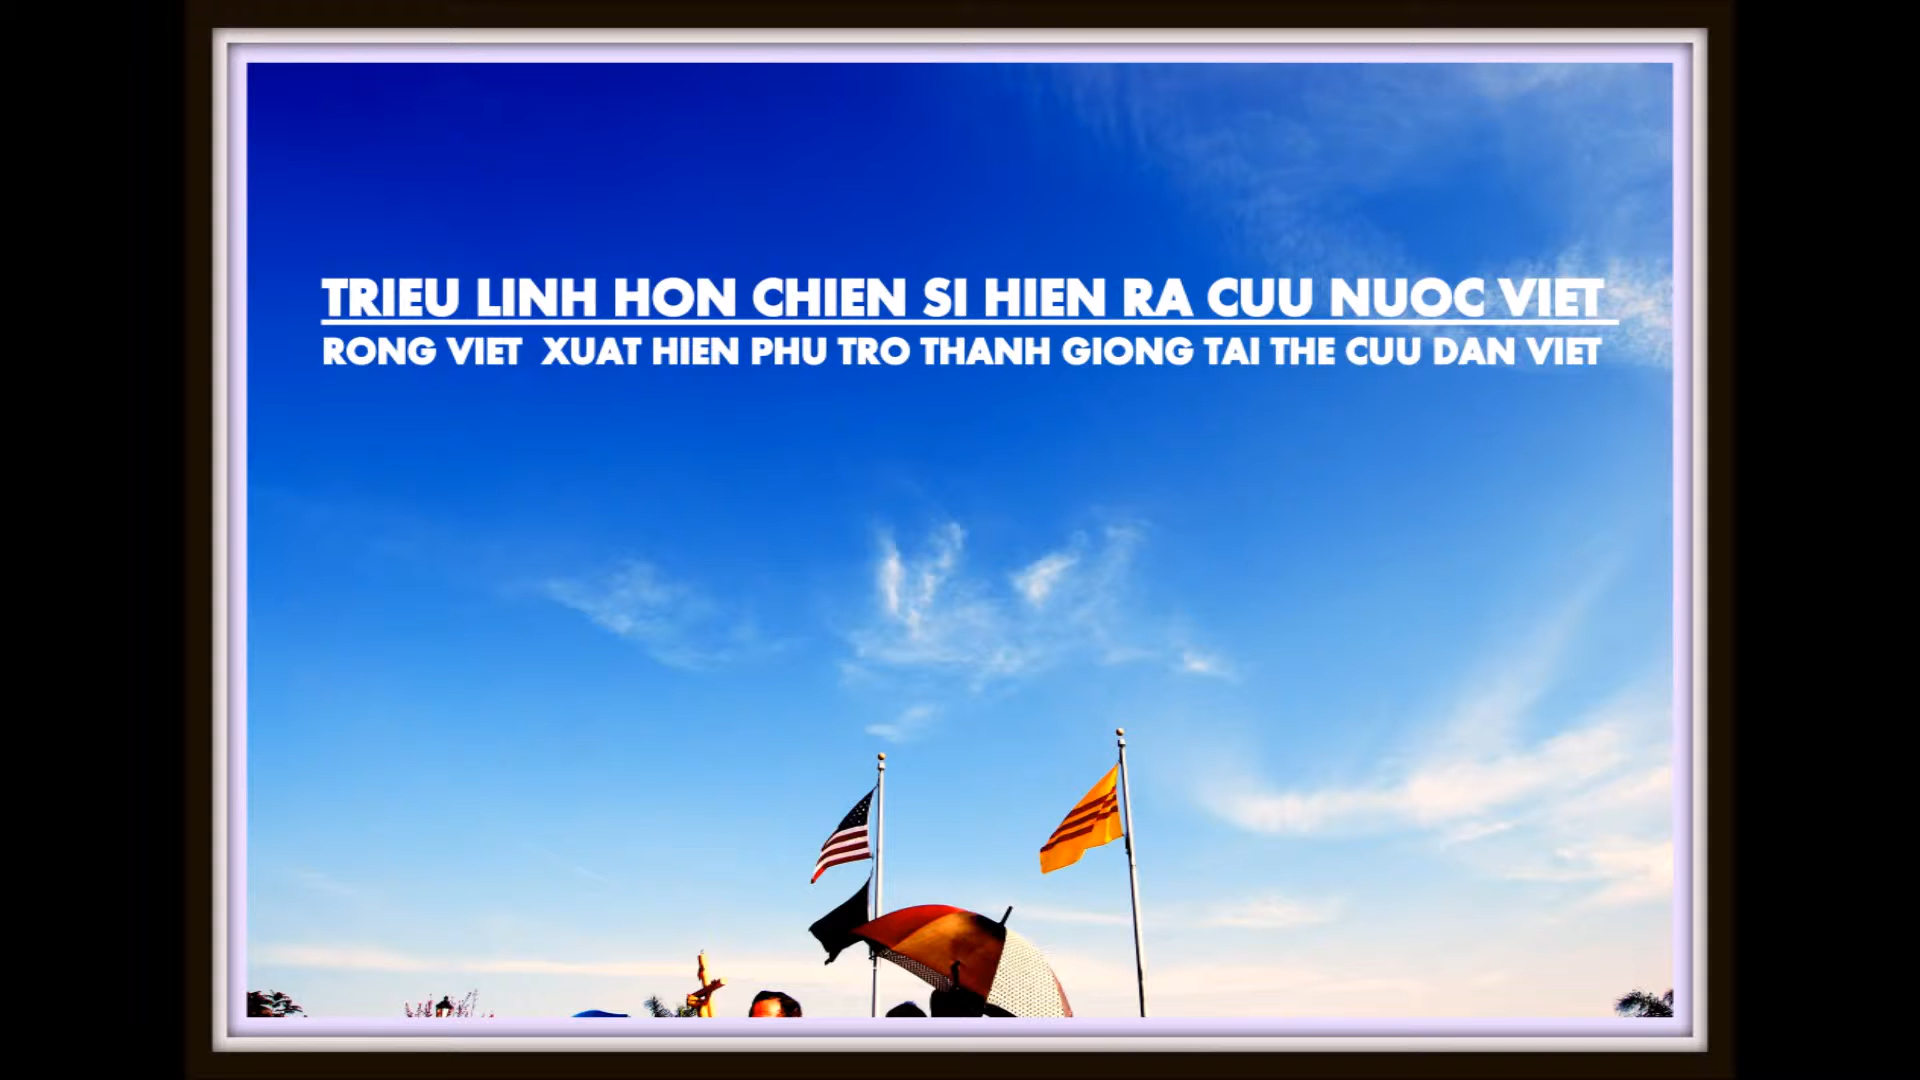 TRIEU LINH HON CHIEN SI HIEN RA CUU NUOC VIET
RONG VIET XUAT HIEN PHU TRO THANH GIONG TAI THE CUU DAN VIET